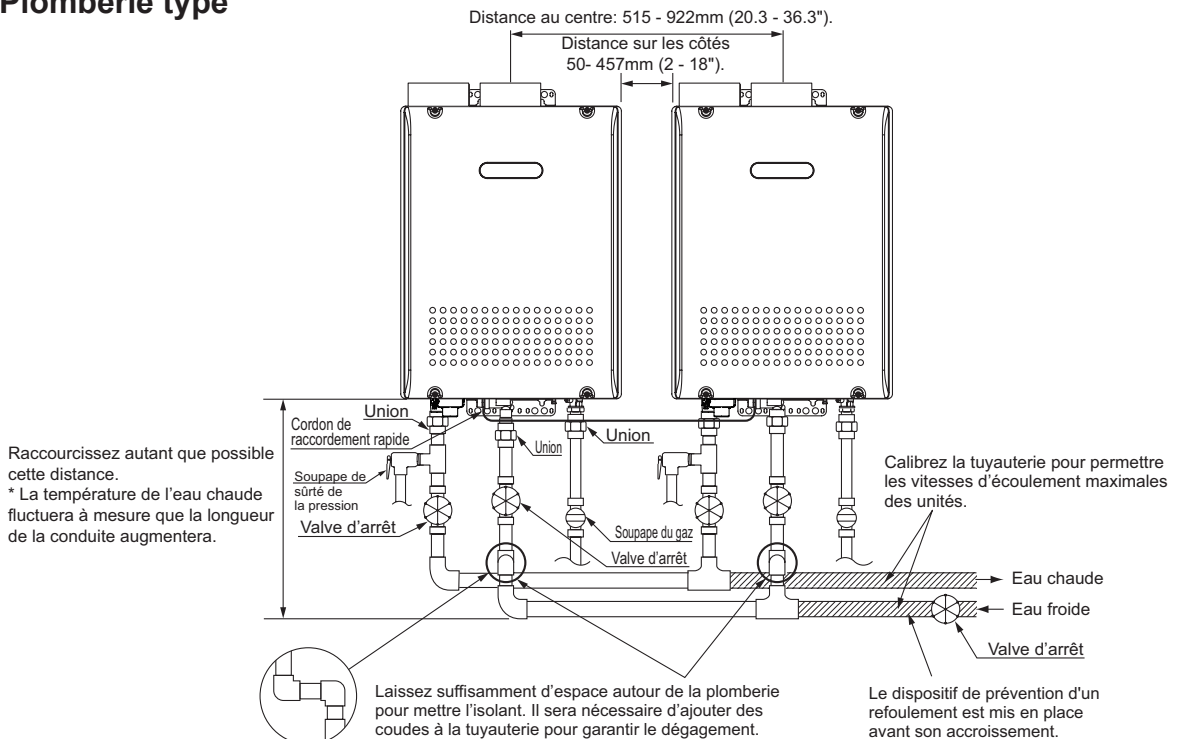 Plomberie type
Distance au centre: 515 - 922mm (20.3 - 36.3").
Distance sur les côtés
50- 457mm (2 - 18").
Union
Cordon de
raccordement rapide
Union
Union
Raccourcissez autant que possible
cette distance.
* La température de l'eau chaude
fluctuera à mesure que la longueur
de la conduite augmentera.
Soupape de
sûrté de
la pression
Valve d'arrêt
Soupape du gaz
Valve d'arrêt
Calibrez la tuyauterie pour permettre
les vitesses d'écoulement maximales
des unités.
Eau chaude
Eau froide
Valve d'arrêt
Laissez suffisamment d'espace autour de la plomberie
pour mettre l'isolant. Il sera nécessaire d'ajouter des
coudes à la tuyauterie pour garantir le dégagement.
Le dispositif de prévention d'un
refoulement est mis en place
avant son accroissement.